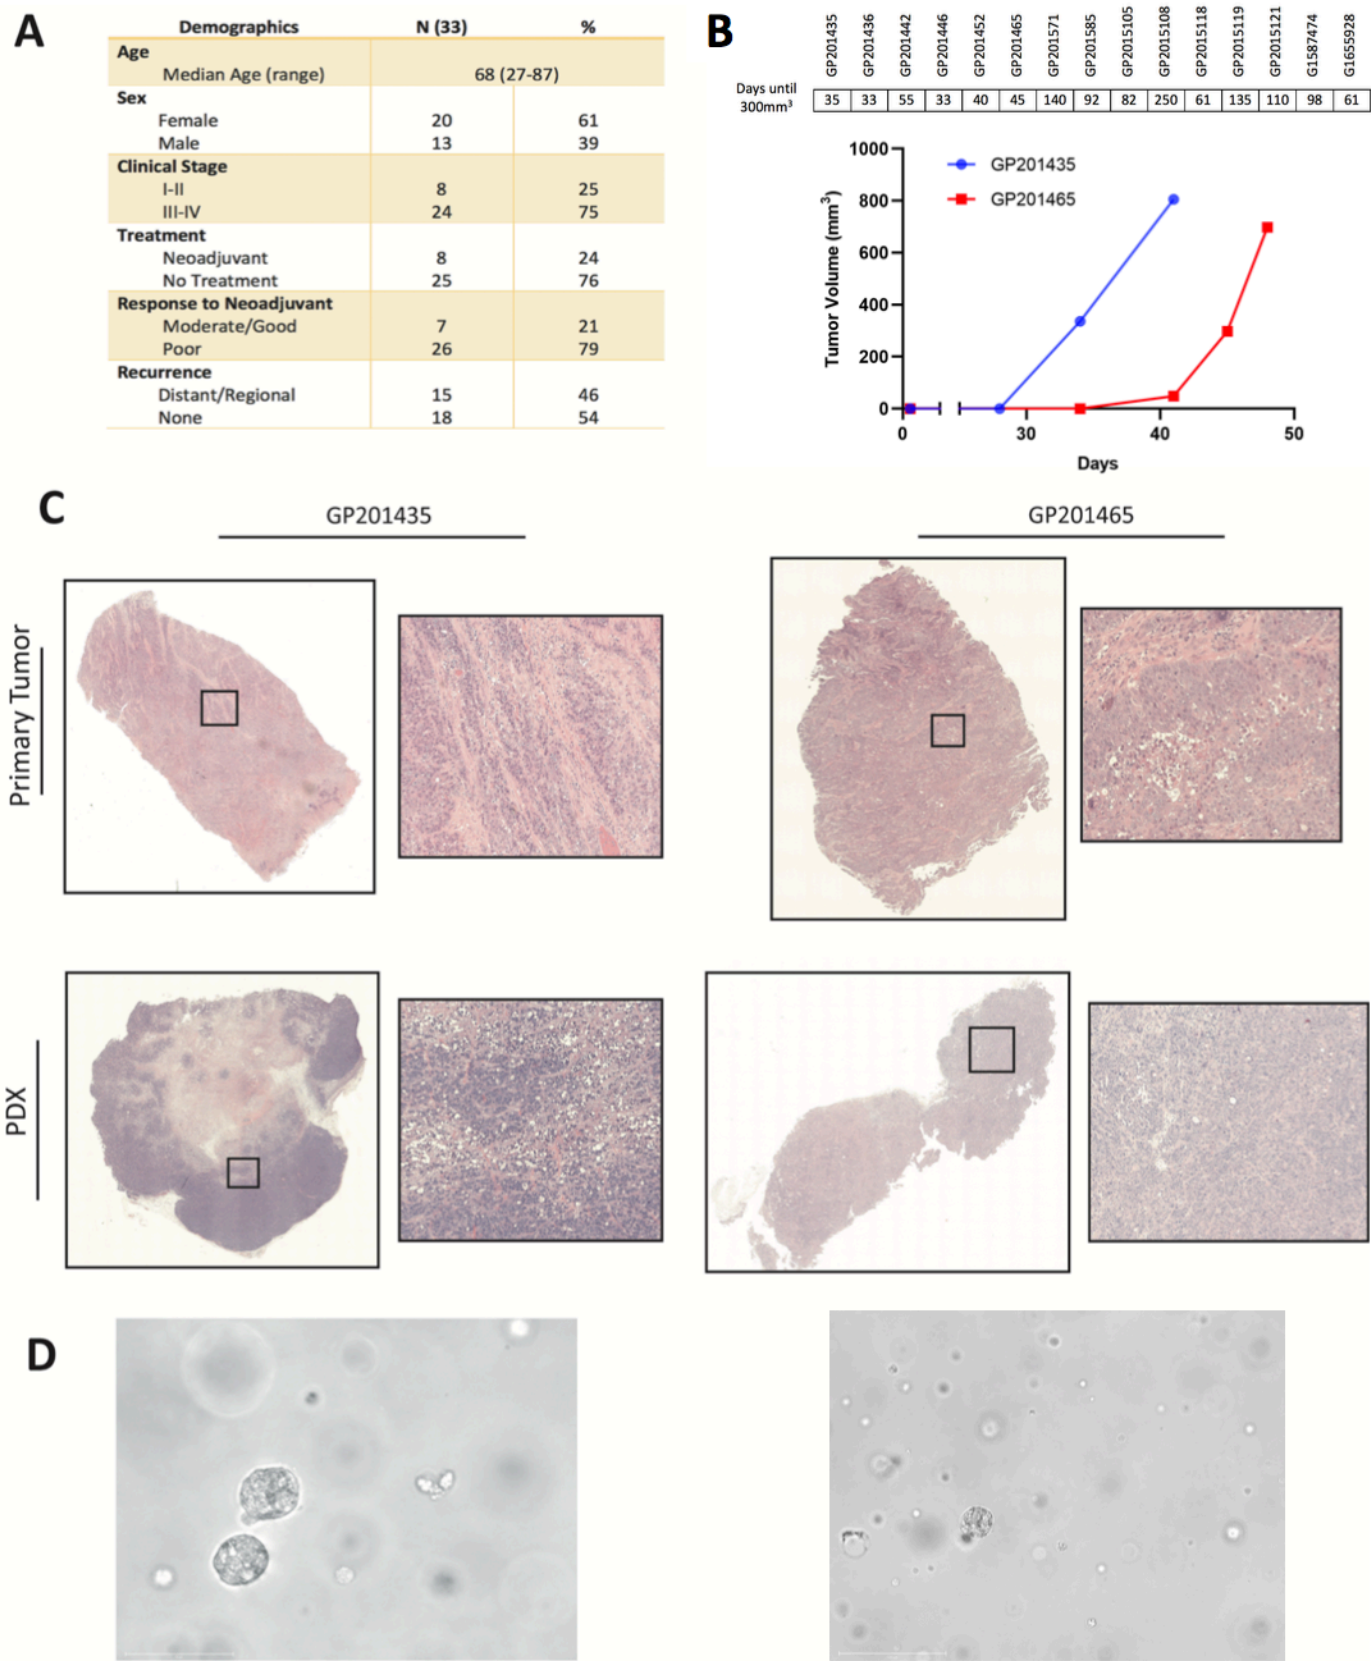 A
Demographics N (33) %
Age
Median Age (range) 68 (27-87)
Sex
Female 20 61
Male 13 39
Clinical Stage
I-II 8 25
III-IV 24 75
Treatment
Neoadjuvant 8 24
No Treatment 25 76
Response to Neoadjuvant
Moderate/Good 7 21
Poor 26 79
Recurrence
Distant/Regional 15 46
None 18 54
B
GP201435 GP201436 GP201442 GP201446 GP201452 GP201465 GP201571 GP201585 GP2015105 GP2015108 GP2015118 GP2015119 GP2015121 G1587474 G1655928
Days until
300mm³ 35 33 55 33 40 45 140 92 82 250 61 135 110 98 61
GP201435
GP201465
Tumor Volume (mm³)
1000
800
600
400
200
0
0 30 40 50
Days
C
GP201435 GP201465
Primary Tumor
PDX
D